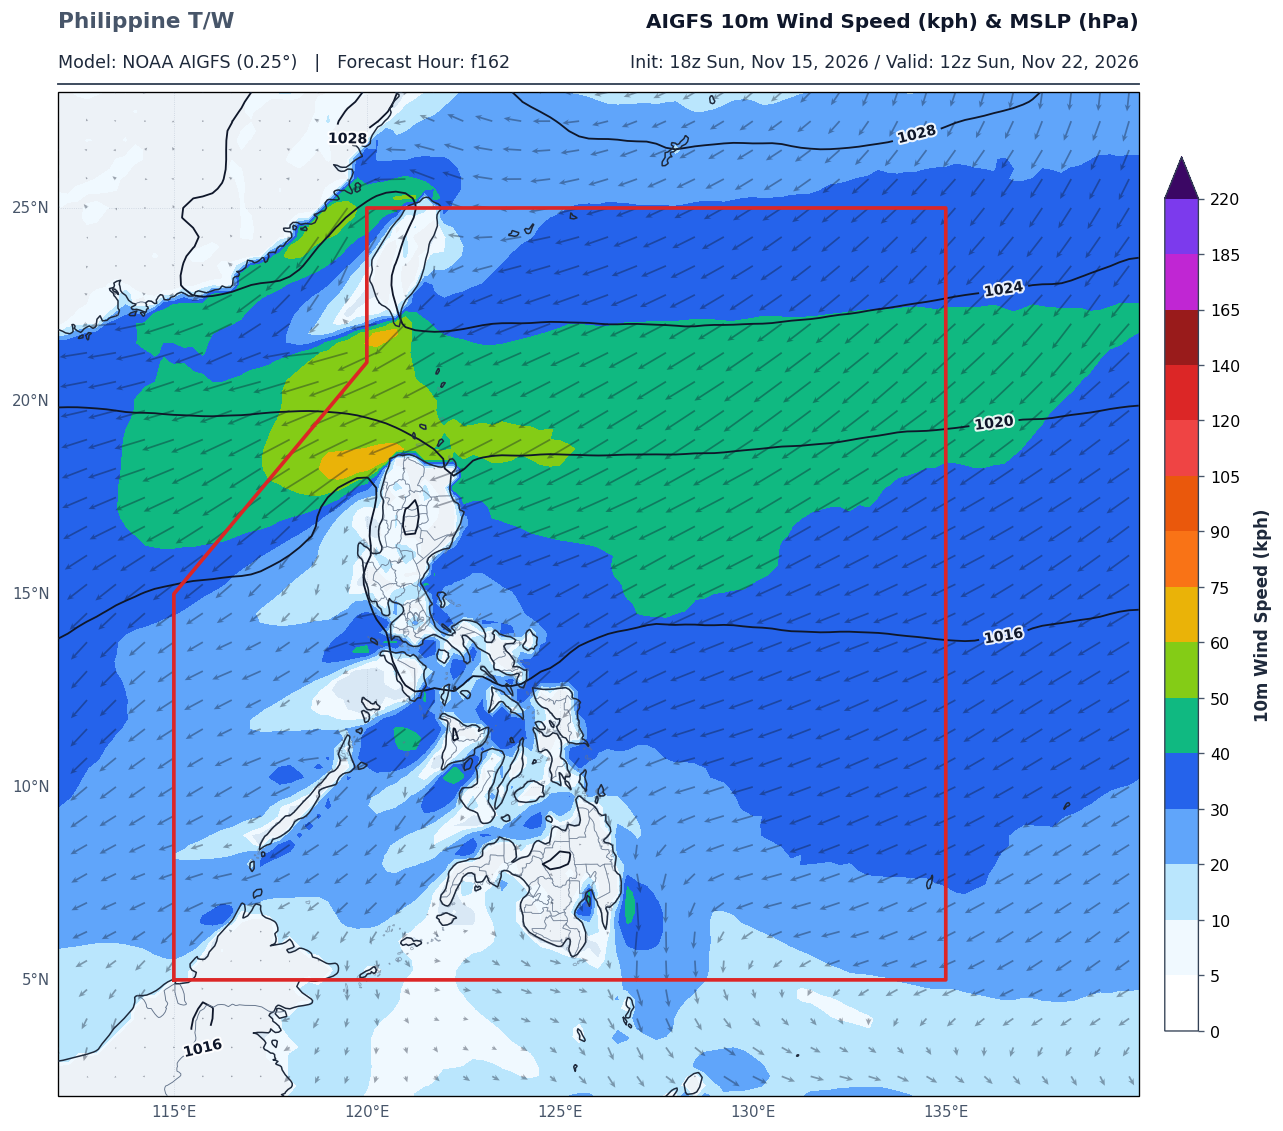 Philippine T/W
AIGFS 10m Wind Speed (kph) & MSLP (hPa)
Model: NOAA AIGFS (0.25°)   |   Forecast Hour: f162
Init: 18z Sun, Nov 15, 2026 / Valid: 12z Sun, Nov 22, 2026
1028
1028
1024
1020
1016
1016
25°N
20°N
15°N
10°N
5°N
115°E
120°E
125°E
130°E
135°E
220
185
165
140
120
105
90
75
60
50
40
30
20
10
5
0
10m Wind Speed (kph)